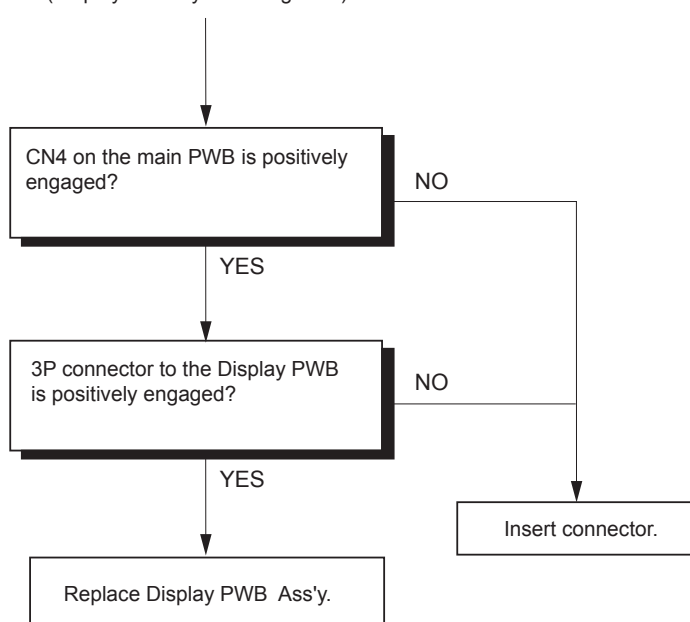 CN4 on the main PWB is positively
engaged?
NO
YES
3P connector to the Display PWB
is positively engaged?
NO
YES
Insert connector.
Replace Display PWB Ass'y.